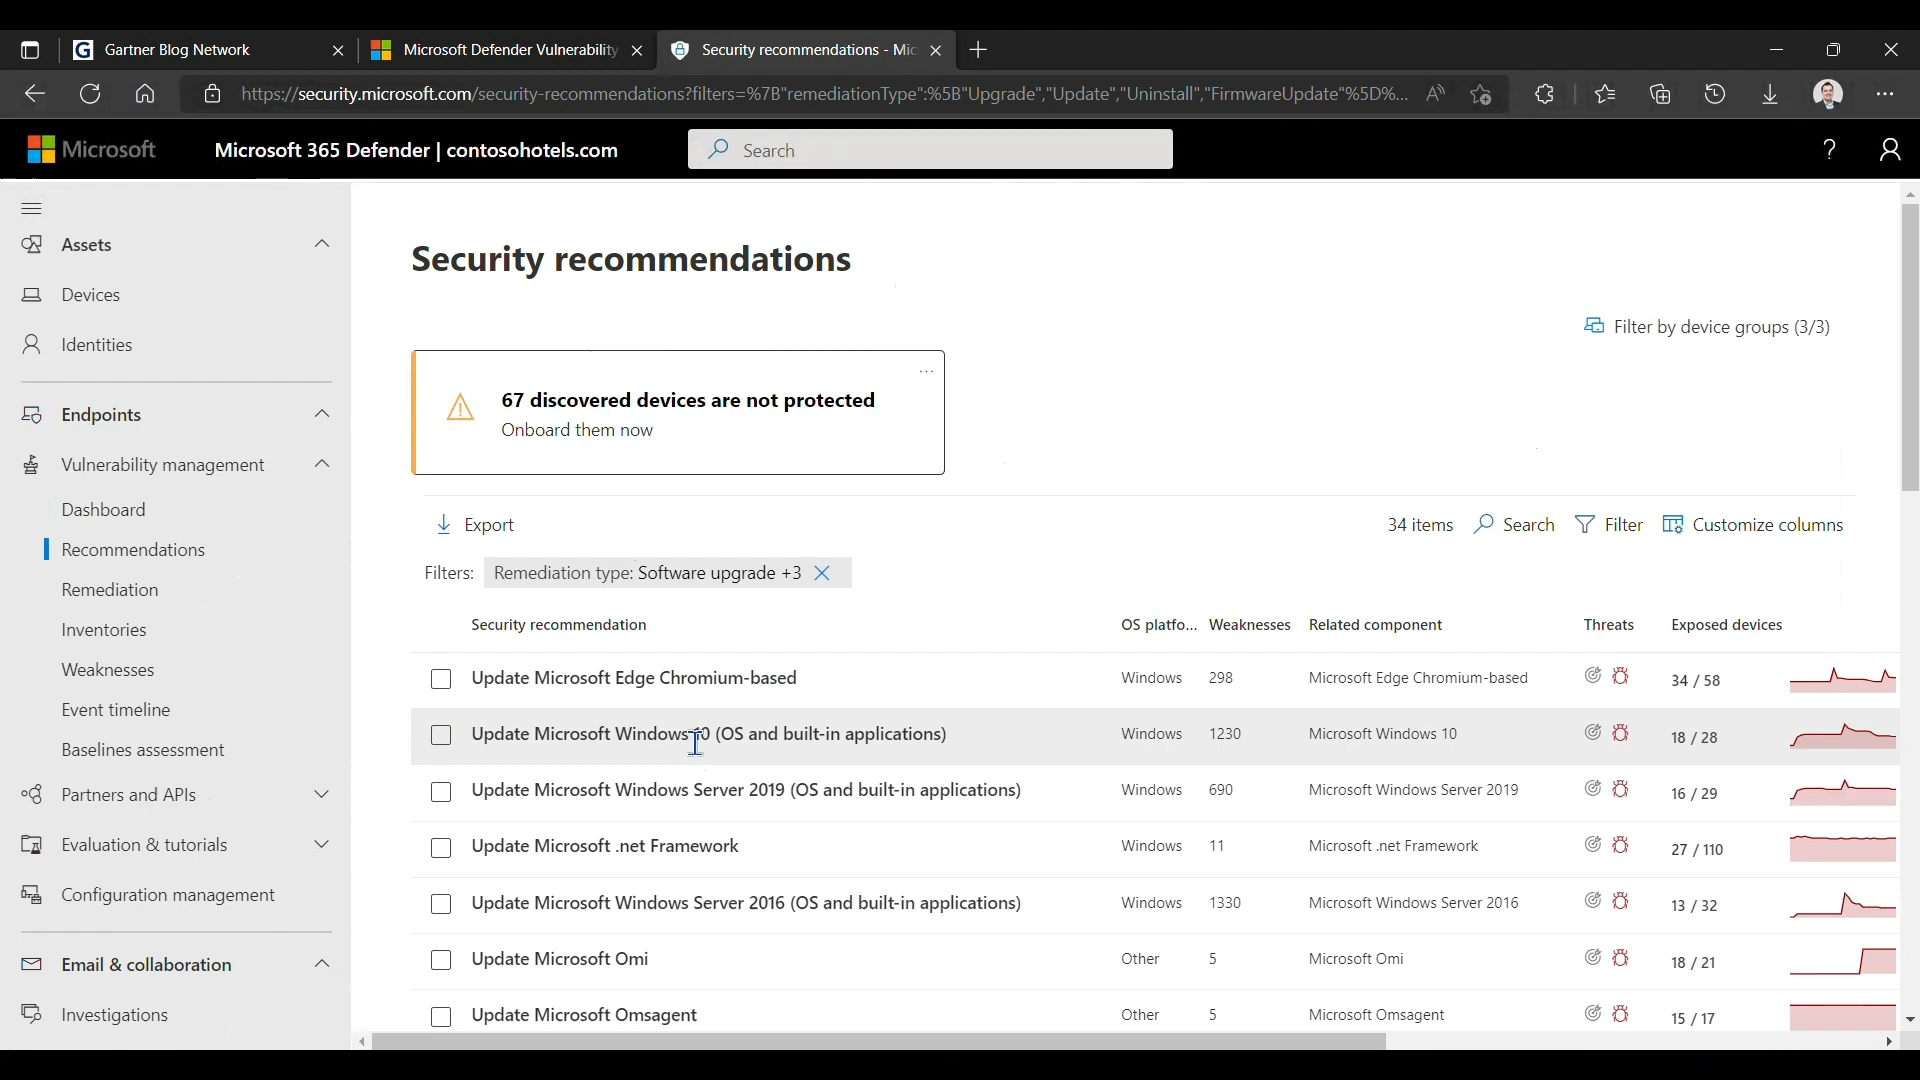 Gartner Blog Network
Microsoft Defender Vulnerability
Security recommendations - Mic
https://security.microsoft.com/security-recommendations?filters=%7B"remediationType":%5B"Upgrade","Update","Uninstall","FirmwareUpdate"%5D%...
Microsoft
Microsoft 365 Defender | contosohotels.com
Search
?
Assets
Devices
Identities
Endpoints
Vulnerability management
Dashboard
Recommendations
Remediation
Inventories
Weaknesses
Event timeline
Baselines assessment
Partners and APIs
Evaluation & tutorials
Configuration management
Email & collaboration
Investigations
Security recommendations
Filter by device groups (3/3)
67 discovered devices are not protected
Onboard them now
Export
34 items Search Filter Customize columns
Filters: Remediation type: Software upgrade +3
Security recommendation OS platfo... Weaknesses Related component Threats Exposed devices
Update Microsoft Edge Chromium-based Windows 298 Microsoft Edge Chromium-based 34 / 58
Update Microsoft Windows 10 (OS and built-in applications) Windows 1230 Microsoft Windows 10 18 / 28
Update Microsoft Windows Server 2019 (OS and built-in applications) Windows 690 Microsoft Windows Server 2019 16 / 29
Update Microsoft .net Framework Windows 11 Microsoft .net Framework 27 / 110
Update Microsoft Windows Server 2016 (OS and built-in applications) Windows 1330 Microsoft Windows Server 2016 13 / 32
Update Microsoft Omi Other 5 Microsoft Omi 18 / 21
Update Microsoft Omsagent Other 5 Microsoft Omsagent 15 / 17